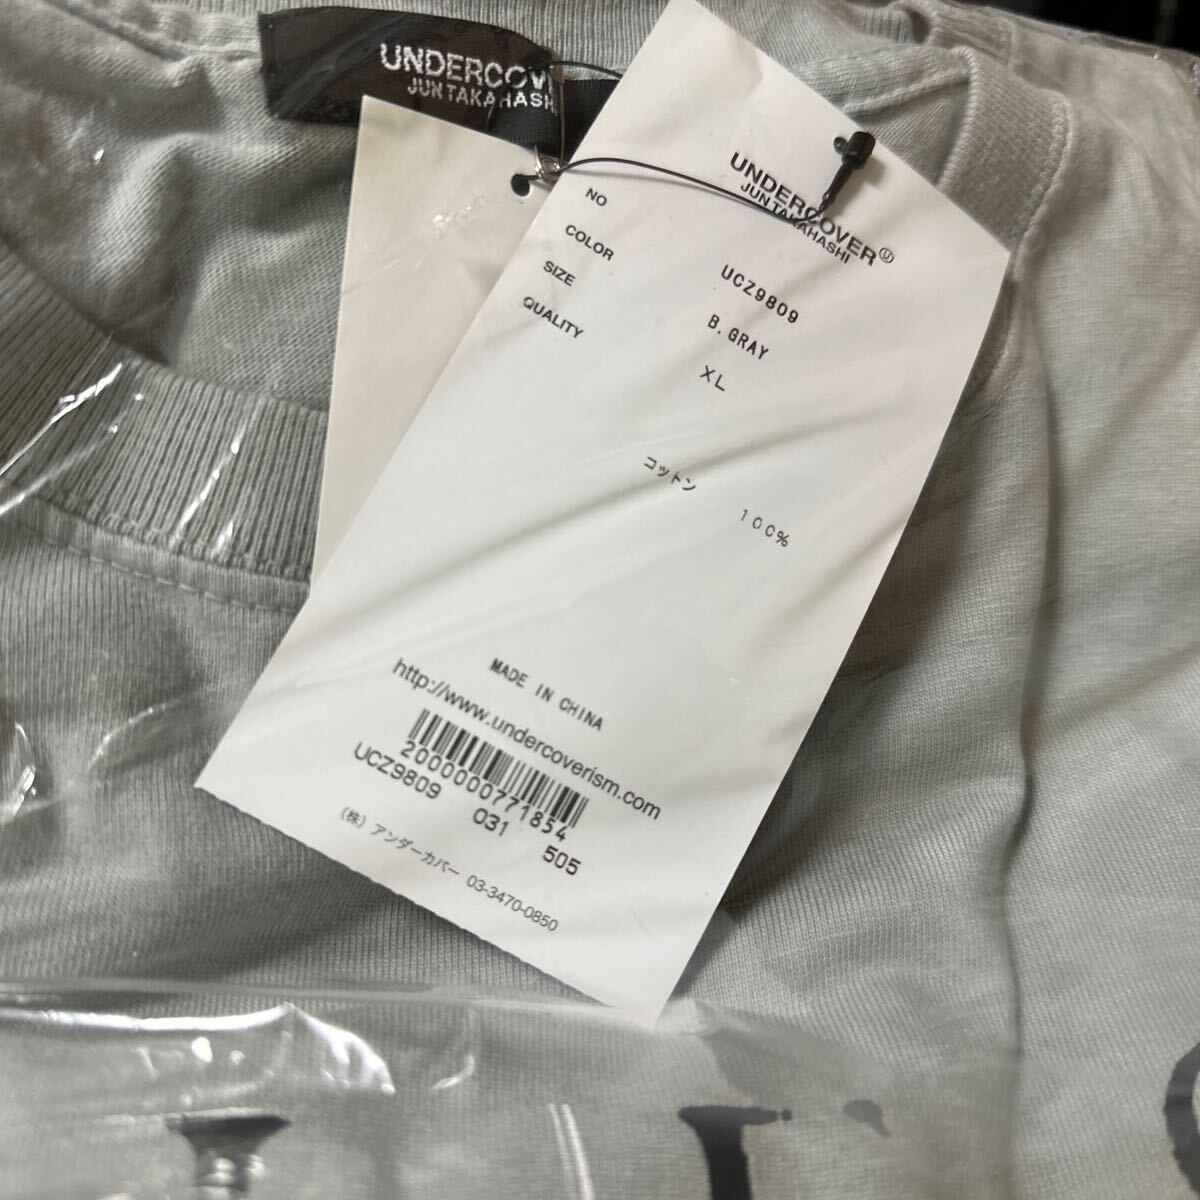 UNDERCOV
JUN TAKAHASHI
UNDERCOVER
JUN TAKAHASHI
NO UCZ9809
COLOR B.GRAY
SIZE XL
QUALITY
コットン 100%
MADE IN CHINA
http://www.undercoverism.com
2000000771854
UCZ9809 031 505
(株) アンダーカバー 03-3470-0850